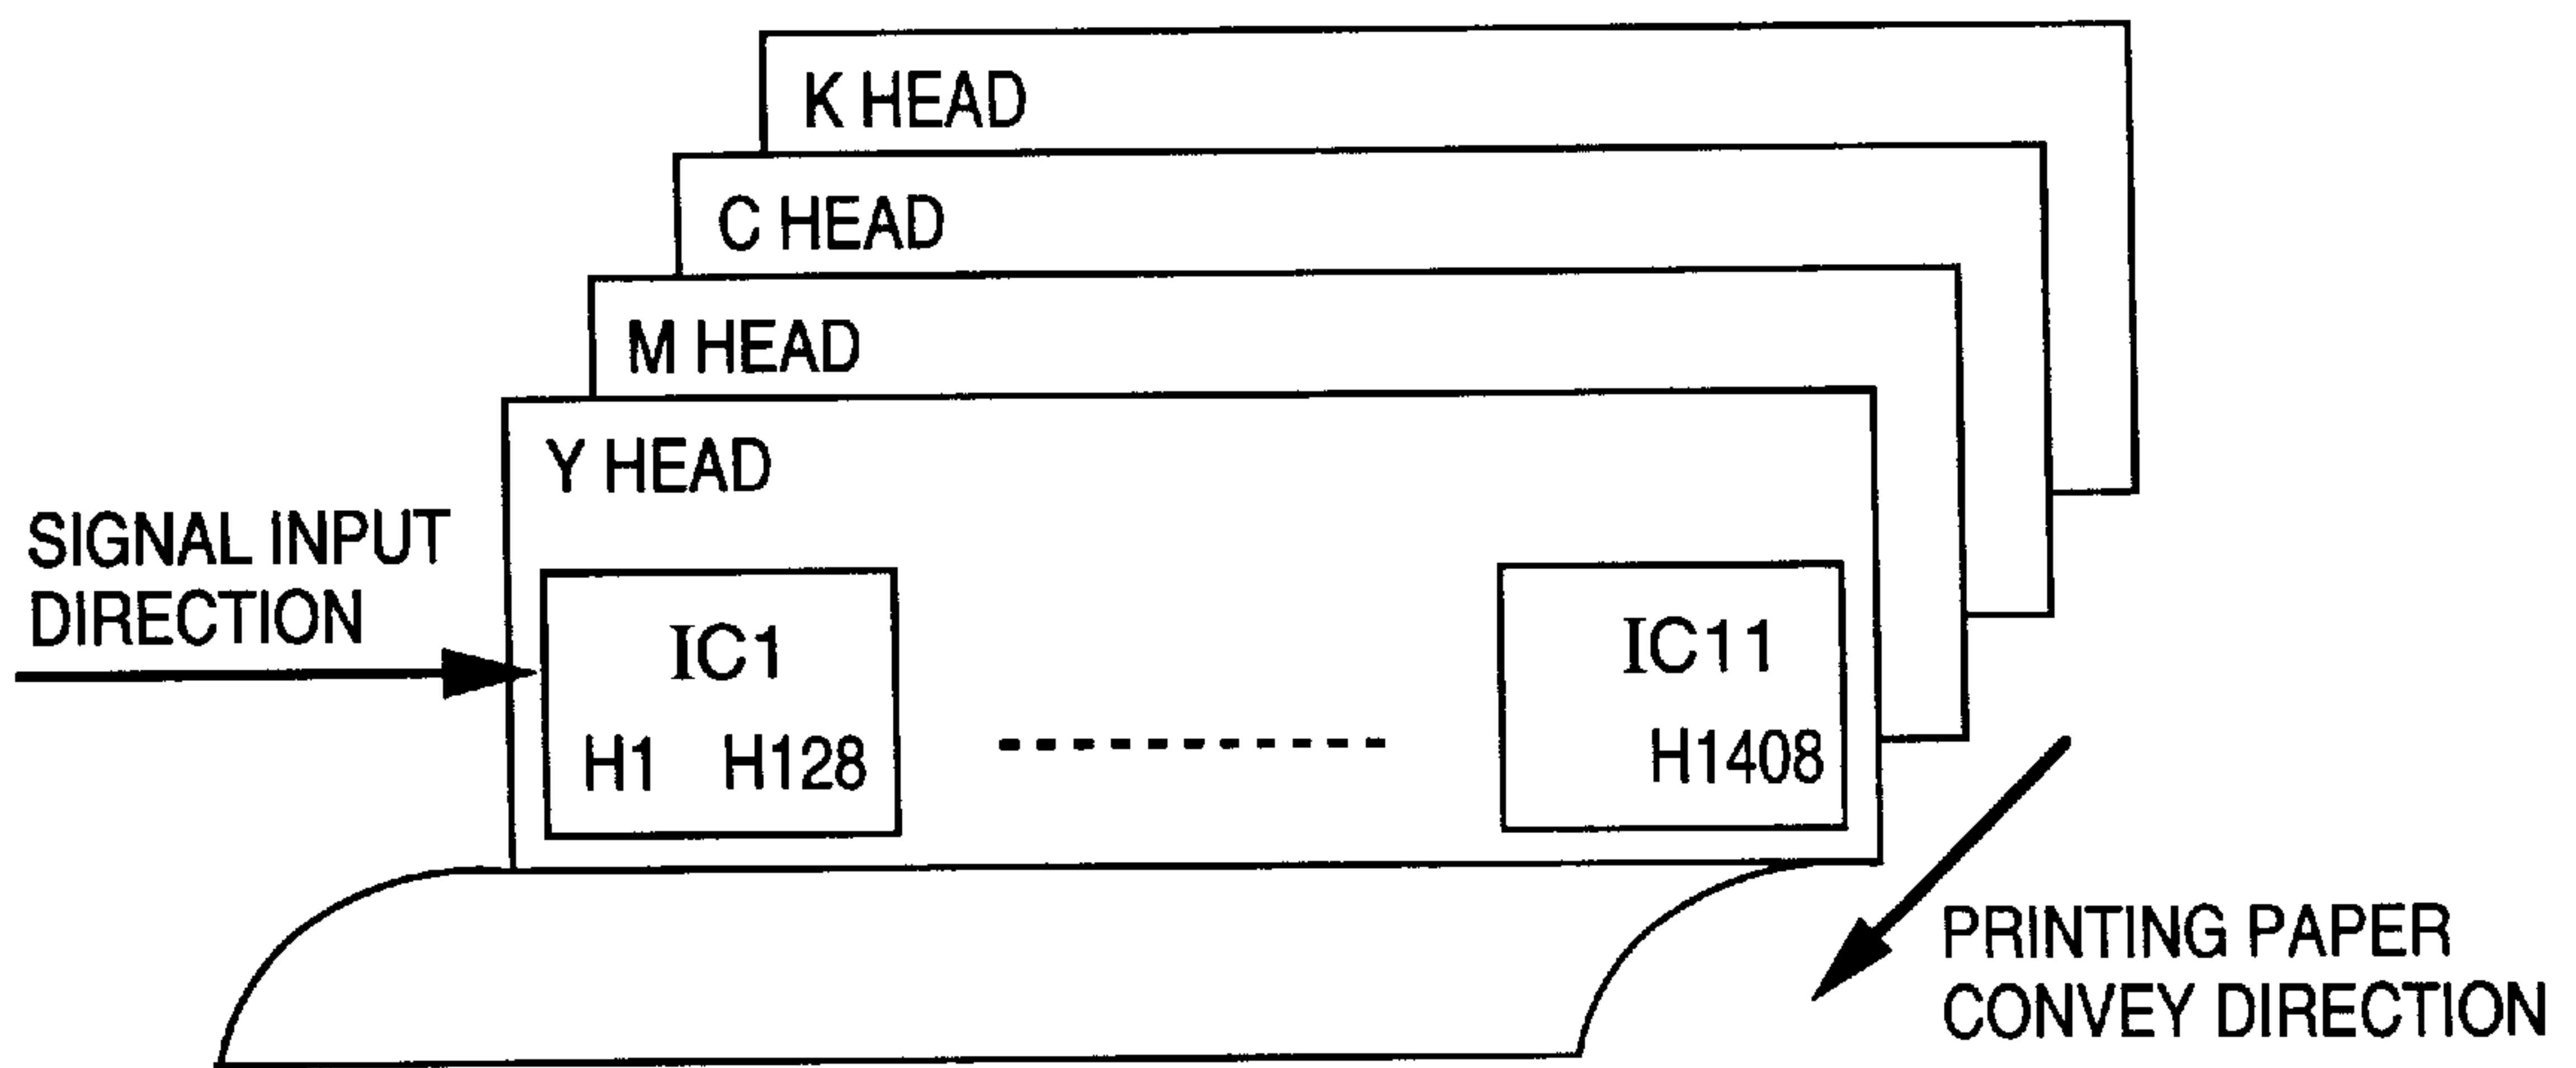 K HEAD
C HEAD
M HEAD
Y HEAD
SIGNAL INPUT
DIRECTION
IC1
H1 H128
IC11
H1408
PRINTING PAPER
CONVEY DIRECTION